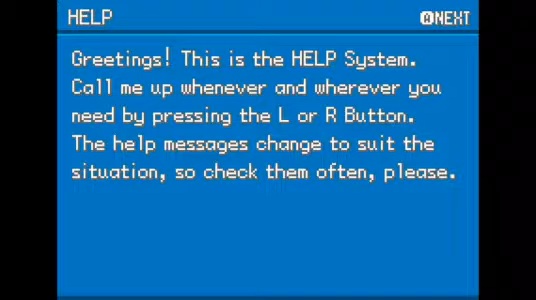 HELP
ⒶNEXT
Greetings! This is the HELP System.
Call me up whenever and wherever you
need by pressing the L or R Button.
The help messages change to suit the
situation, so check them often, please.